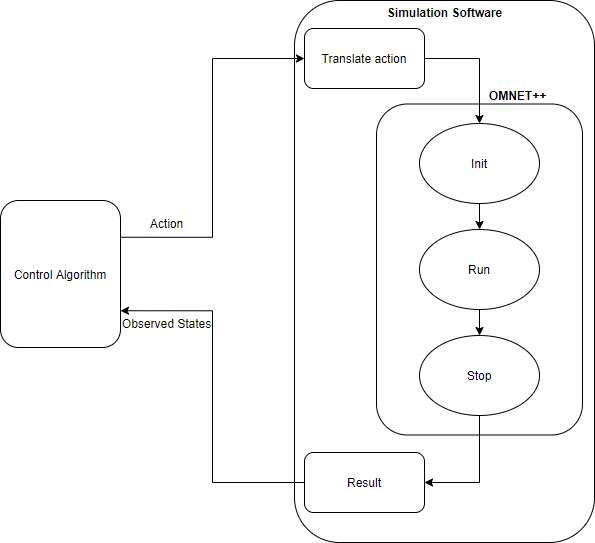 Simulation Software
Translate action
OMNET++
Init
Action
Run
Control Algorithm
Observed States
Stop
Result